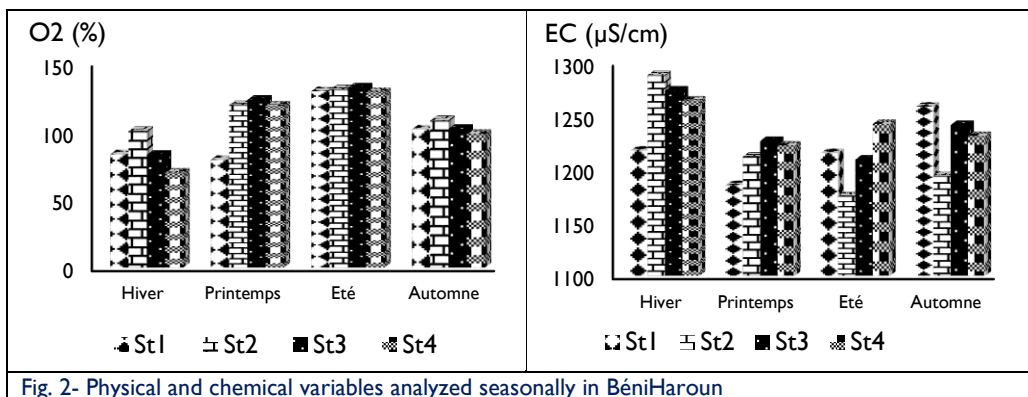 O2 (%)
150
100
50
0
Hiver Printemps Eté Automne
St1 St2 St3 St4
EC (µS/cm)
1300
1250
1200
1150
1100
Hiver Printemps Eté Automne
St1 St2 St3 St4
Fig. 2- Physical and chemical variables analyzed seasonally in BéniHaroun